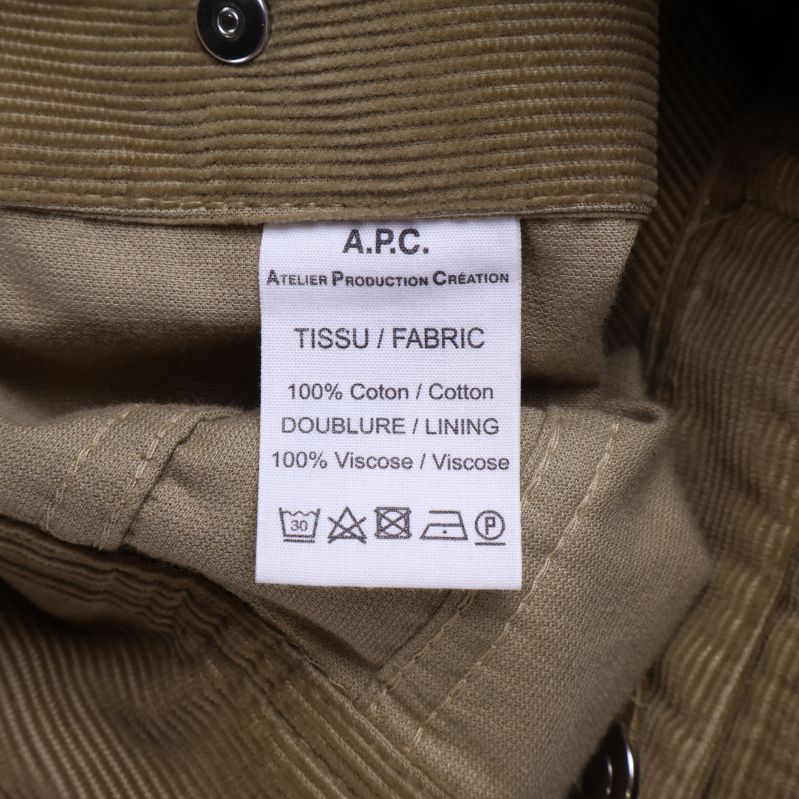 A.P.C.
ATELIER PRODUCTION CRÉATION
TISSU / FABRIC
100% Coton / Cotton
DOUBLURE / LINING
100% Viscose / Viscose
30 P